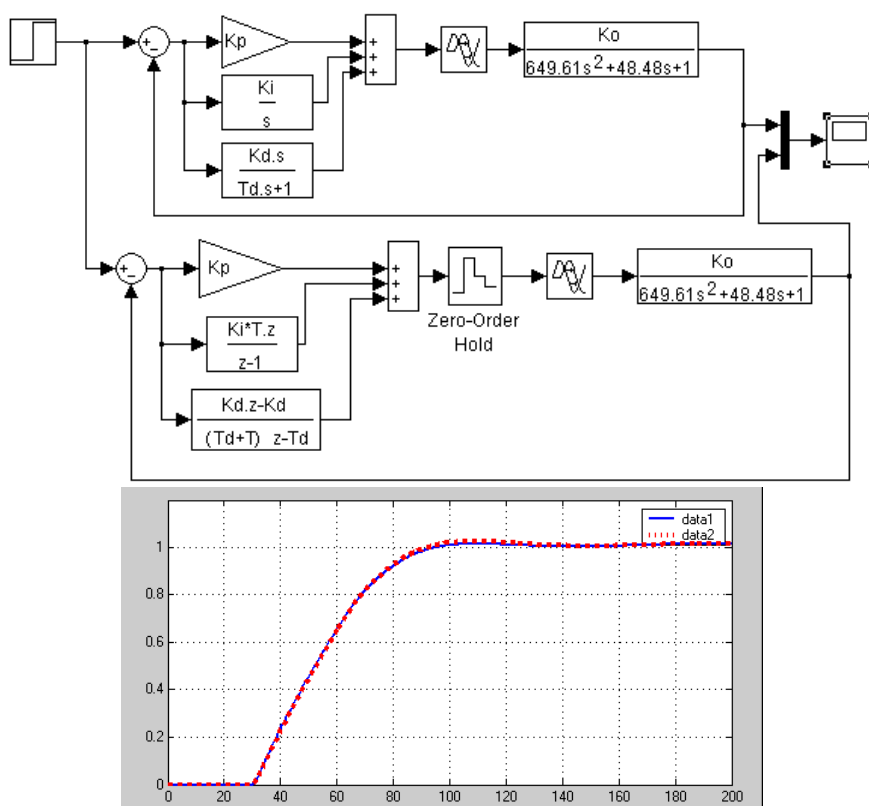 Kp
+
−
+
+
+
Ko
649.61s²+48.48s+1
Ki
s
Kd.s
Td.s+1
+
−
Kp
+
+
+
Zero-Order
Hold
Ko
649.61s²+48.48s+1
Ki*T.z
z-1
Kd.z-Kd
(Td+T) z-Td
data1
data2
1
0.8
0.6
0.4
0.2
0
0 20 40 60 80 100 120 140 160 180 200